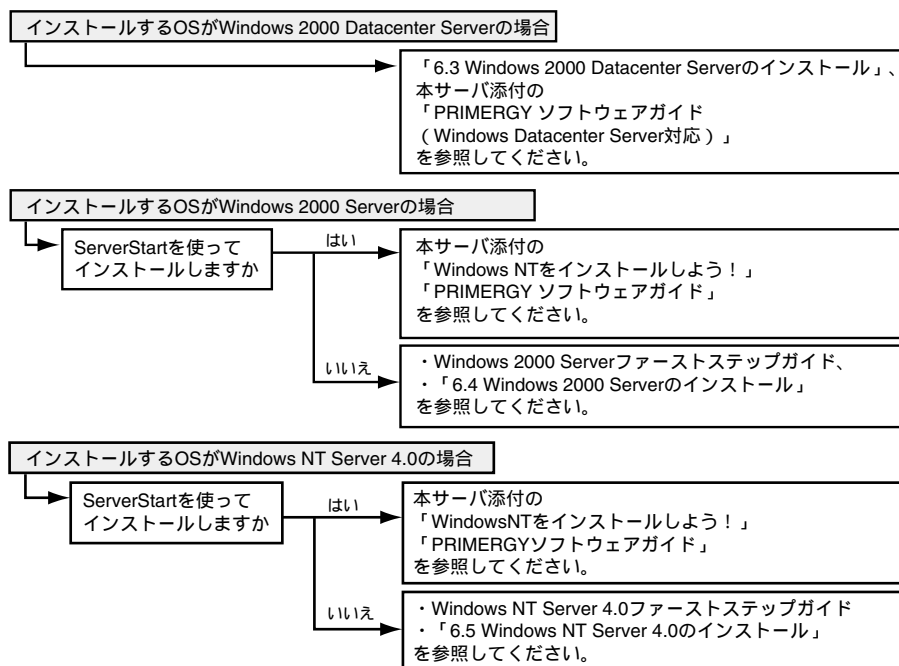 インストールするOSがWindows 2000 Datacenter Serverの場合
「6.3 Windows 2000 Datacenter Serverのインストール」、
本サーバ添付の
「PRIMERGY ソフトウェアガイド
（Windows Datacenter Server対応）」
を参照してください。
インストールするOSがWindows 2000 Serverの場合
ServerStartを使って
インストールしますか
はい
本サーバ添付の
「Windows NTをインストールしよう！」
「PRIMERGY ソフトウェアガイド」
を参照してください。
いいえ
・Windows 2000 Serverファーストステップガイド、
・「6.4 Windows 2000 Serverのインストール」
を参照してください。
インストールするOSがWindows NT Server 4.0の場合
ServerStartを使って
インストールしますか
はい
本サーバ添付の
「WindowsNTをインストールしよう！」
「PRIMERGYソフトウェアガイド」
を参照してください。
いいえ
・Windows NT Server 4.0ファーストステップガイド
・「6.5 Windows NT Server 4.0のインストール」
を参照してください。